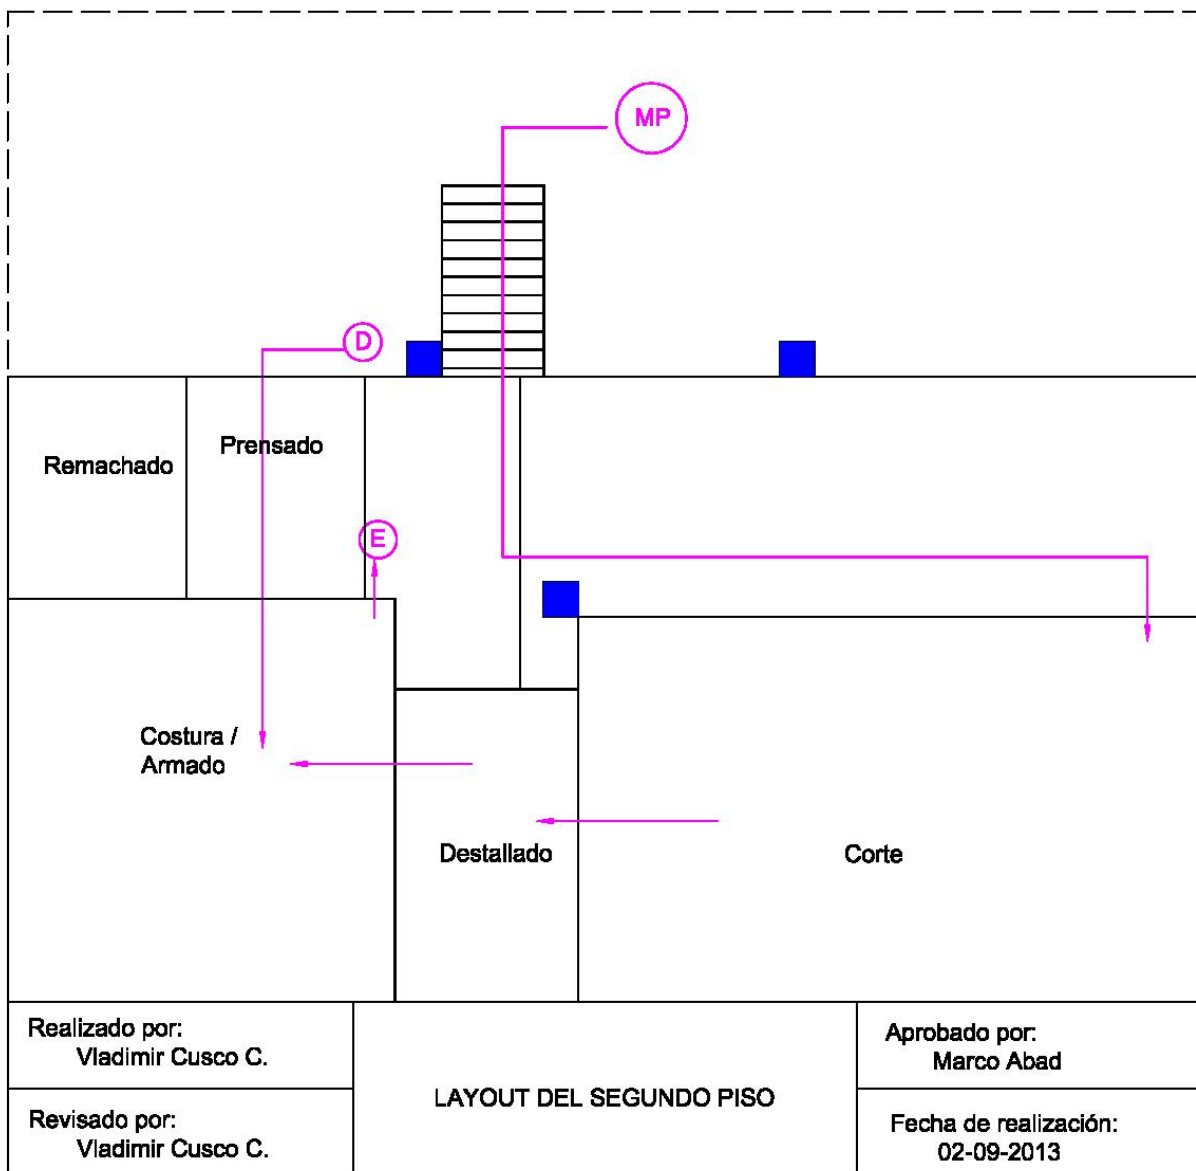 MP
D
Prensado
Remachado
E
Costura /
Armado
Destallado
Corte
Realizado por:
Vladimir Cusco C.
Revisado por:
Vladimir Cusco C.
LAYOUT DEL SEGUNDO PISO
Aprobado por:
Marco Abad
Fecha de realización:
02-09-2013